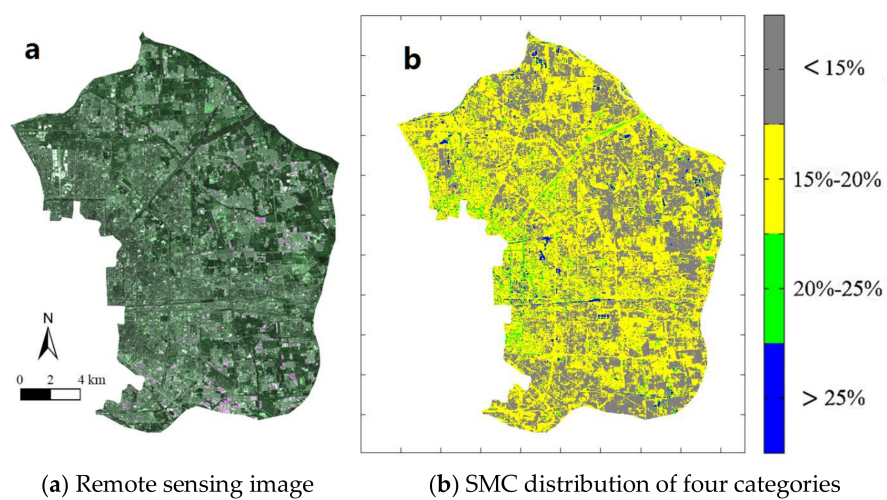 a
b
N
0 2 4 km
< 15%
15%-20%
20%-25%
> 25%
(a) Remote sensing image
(b) SMC distribution of four categories